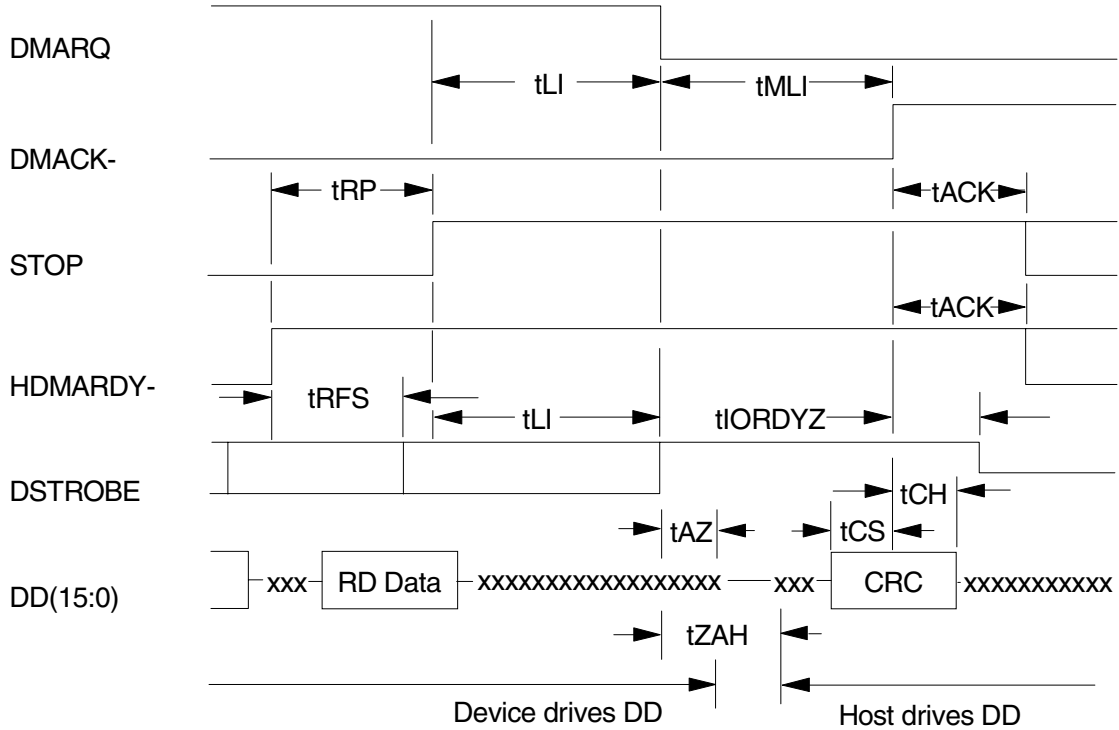 DMARQ
tLI
tMLI
DMACK-
tRP
tACK
STOP
tACK
HDMARDY-
tRFS
tLI
tIORDYZ
DSTROBE
tCH
tAZ
tCS
DD(15:0)
xxx
RD Data
xxxxxxxxxxxxxxxxxx
xxx
CRC
xxxxxxxxxxx
tZAH
Device drives DD
Host drives DD